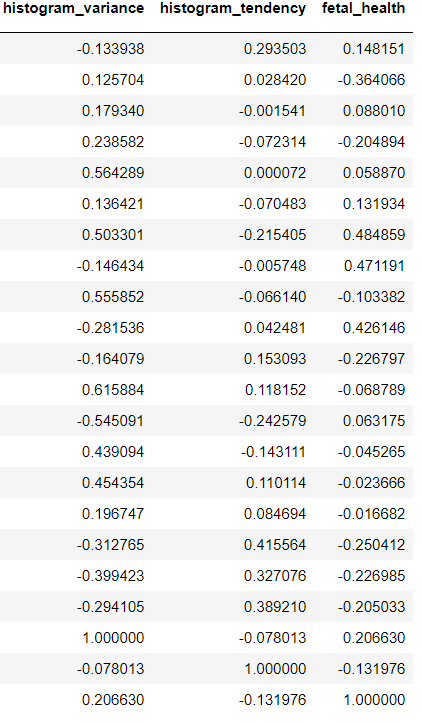 histogram_variance histogram_tendency fetal_health
-0.133938 0.293503 0.148151
0.125704 0.028420 -0.364066
0.179340 -0.001541 0.088010
0.238582 -0.072314 -0.204894
0.564289 0.000072 0.058870
0.136421 -0.070483 0.131934
0.503301 -0.215405 0.484859
-0.146434 -0.005748 0.471191
0.555852 -0.066140 -0.103382
-0.281536 0.042481 0.426146
-0.164079 0.153093 -0.226797
0.615884 0.118152 -0.068789
-0.545091 -0.242579 0.063175
0.439094 -0.143111 -0.045265
0.454354 0.110114 -0.023666
0.196747 0.084694 -0.016682
-0.312765 0.415564 -0.250412
-0.399423 0.327076 -0.226985
-0.294105 0.389210 -0.205033
1.000000 -0.078013 0.206630
-0.078013 1.000000 -0.131976
0.206630 -0.131976 1.000000